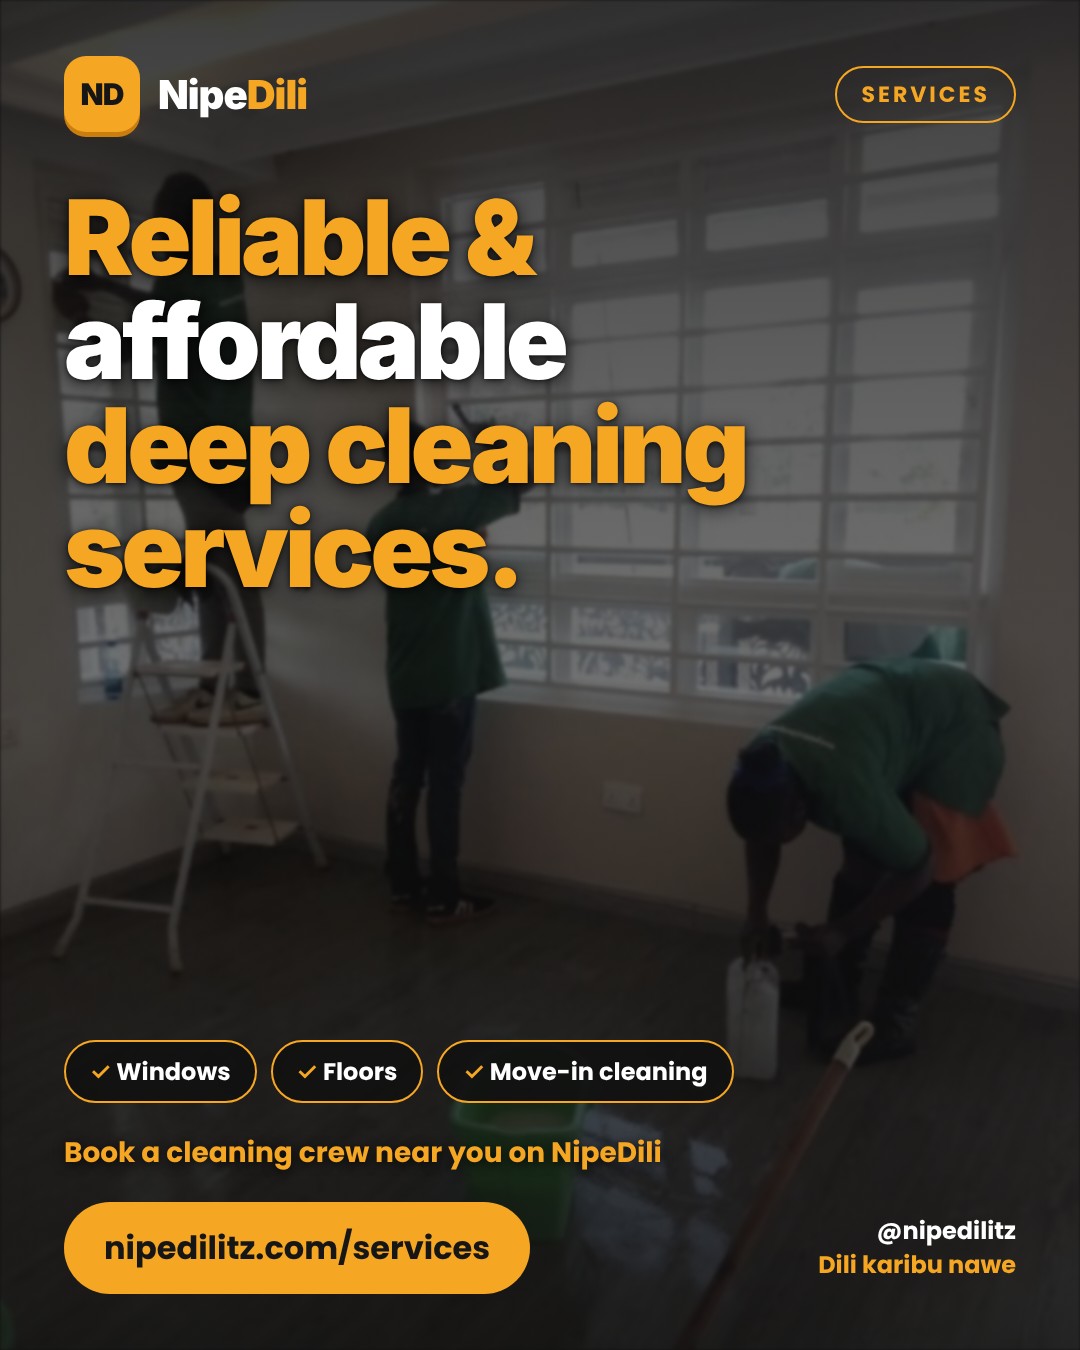 ND
NipeDili
SERVICES
Reliable &
affordable
deep cleaning
services.
✓ Windows
✓ Floors
✓ Move-in cleaning
Book a cleaning crew near you on NipeDili
nipedilitz.com/services
@nipedilitz
Dili karibu nawe